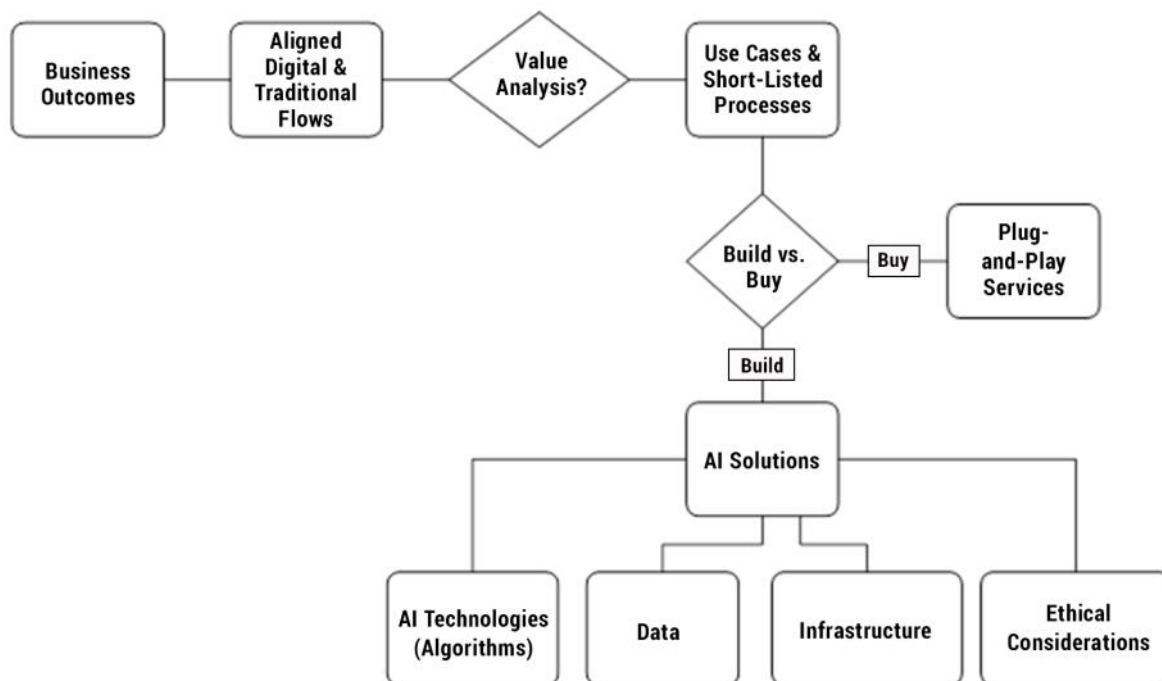 Business
Outcomes
Aligned
Digital &
Traditional
Flows
Value
Analysis?
Use Cases &
Short-Listed
Processes
Build vs.
Buy
Buy
Plug-
and-Play
Services
Build
AI Solutions
AI Technologies
(Algorithms)
Data
Infrastructure
Ethical
Considerations